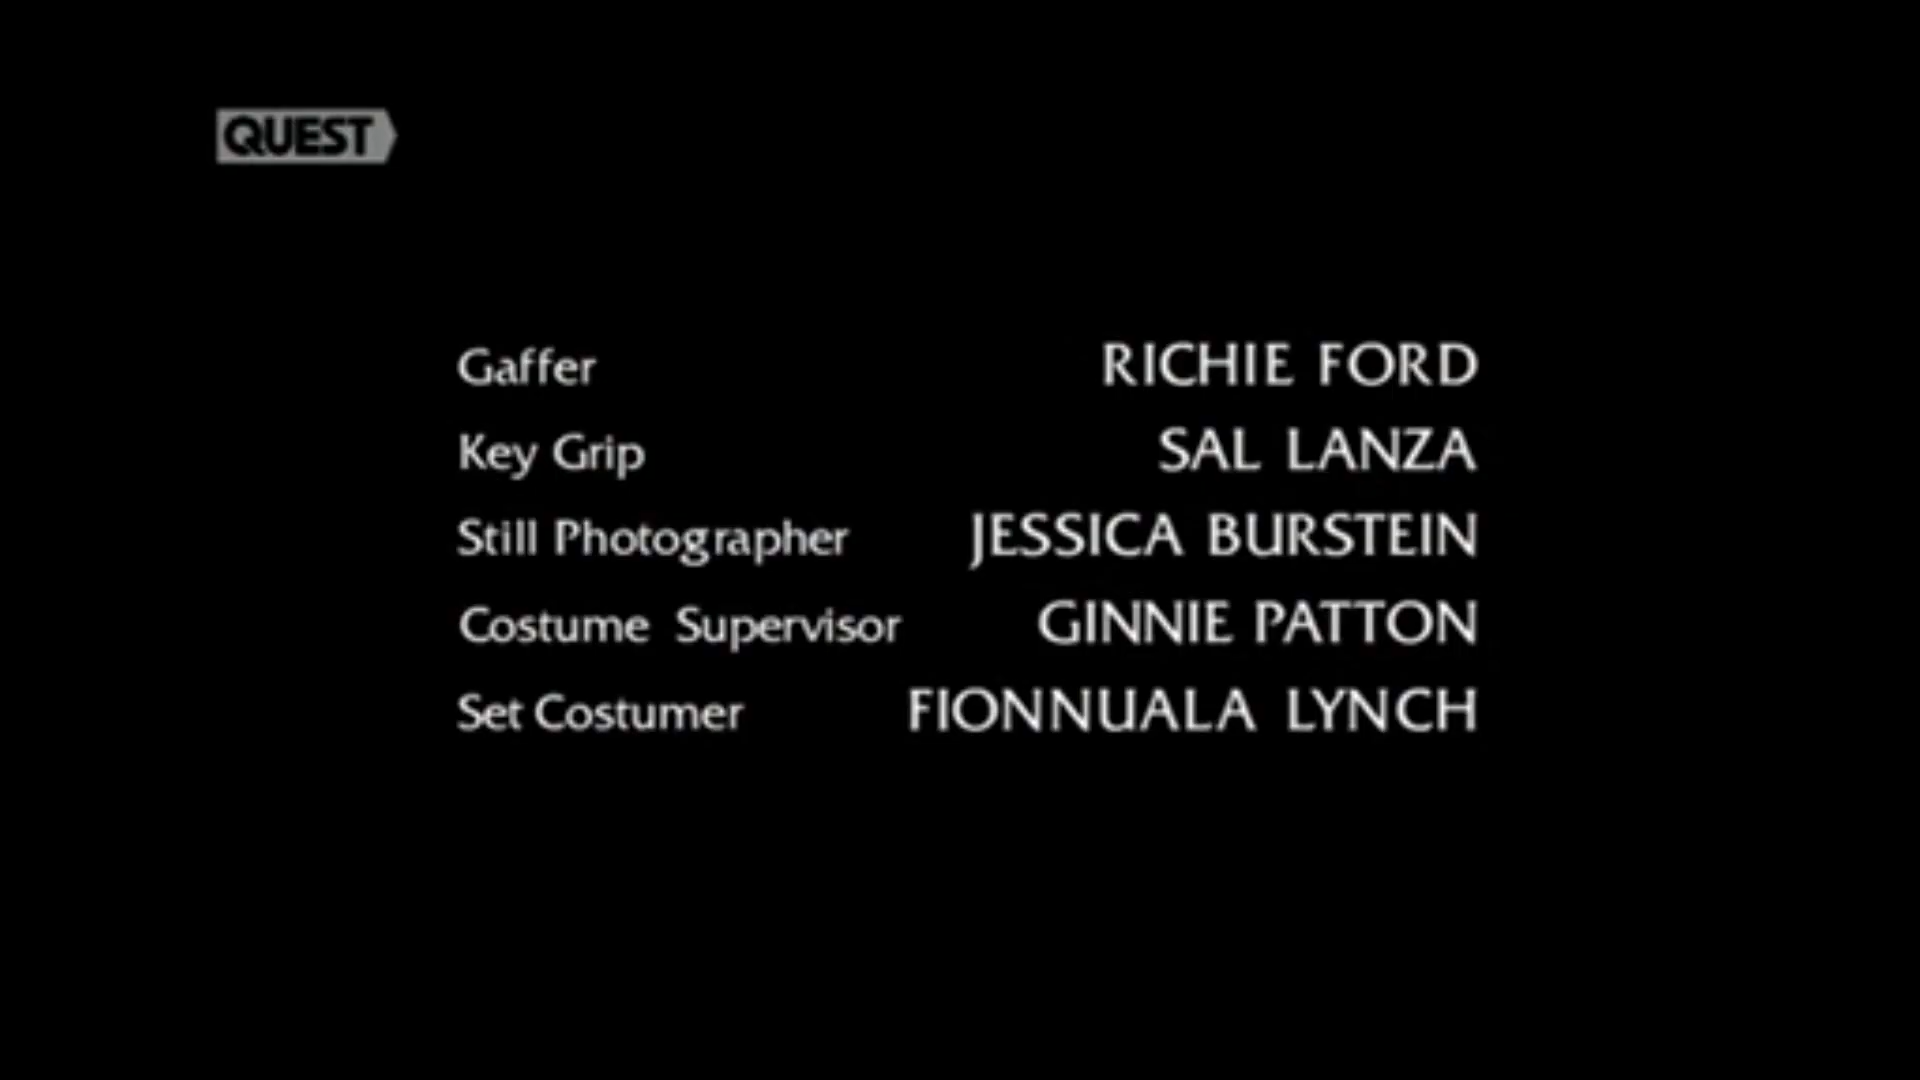 QUEST
Gaffer RICHIE FORD
Key Grip SAL LANZA
Still Photographer JESSICA BURSTEIN
Costume Supervisor GINNIE PATTON
Set Costumer FIONNUALA LYNCH